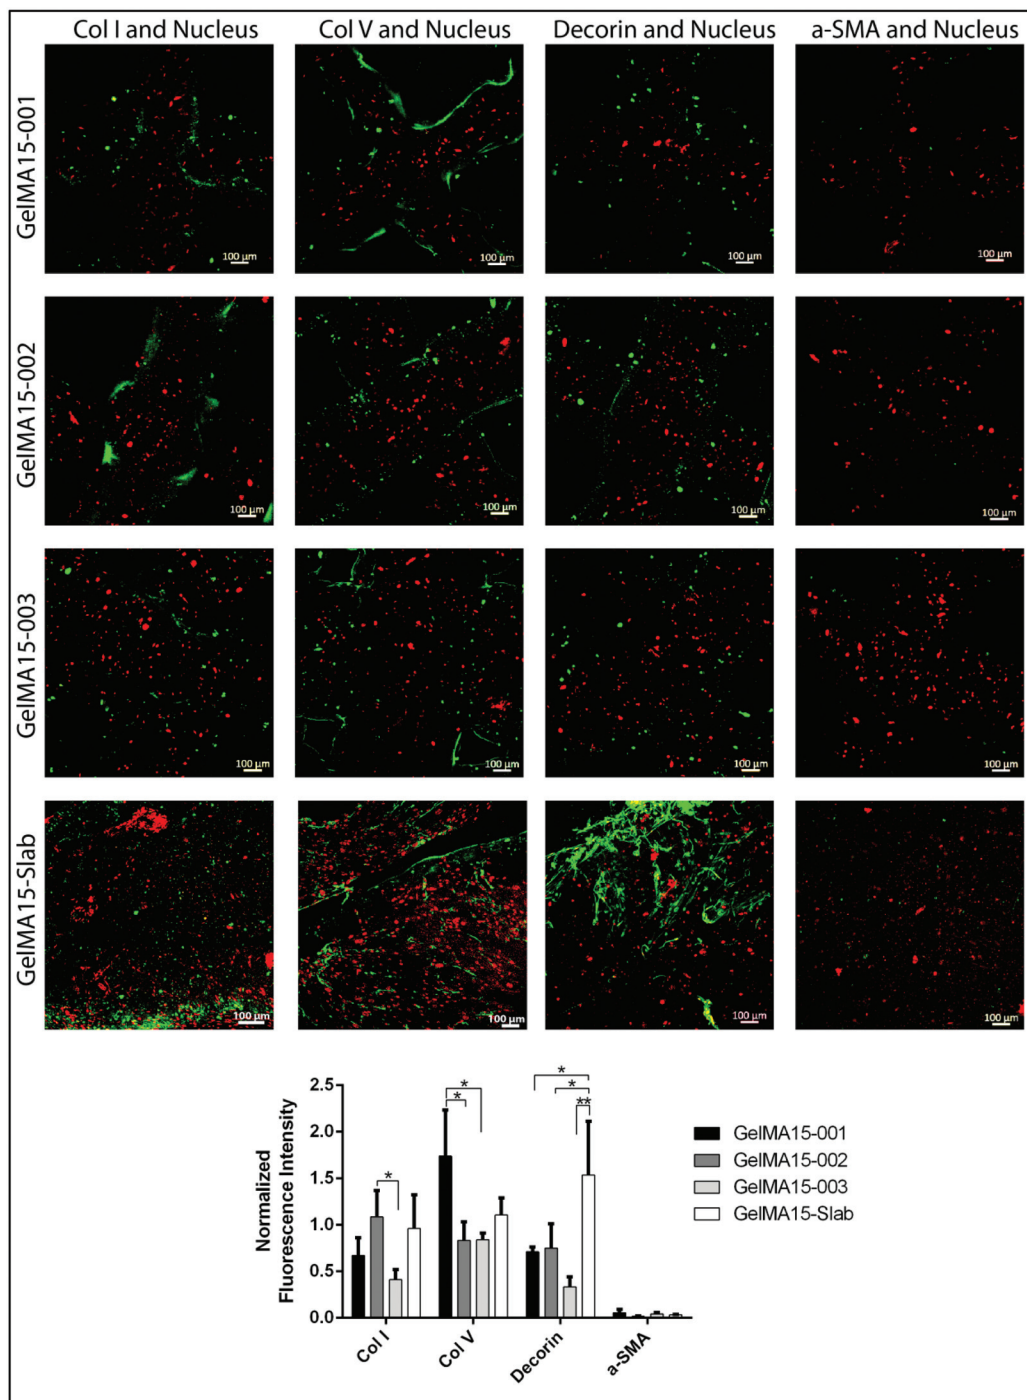 Col I and Nucleus
Col V and Nucleus
Decorin and Nucleus
a-SMA and Nucleus
GelMA15-001
100 µm
100 µm
100 µm
100 µm
GelMA15-002
100 µm
100 µm
100 µm
100 µm
GelMA15-003
100 µm
100 µm
100 µm
100 µm
GelMA15-Slab
100 µm
100 µm
100 µm
100 µm
Normalized
Fluorescence Intensity
2.5
2.0
1.5
1.0
0.5
0.0
*
*
*
*
*
**
Col I
Col V
Decorin
a-SMA
GelMA15-001
GelMA15-002
GelMA15-003
GelMA15-Slab